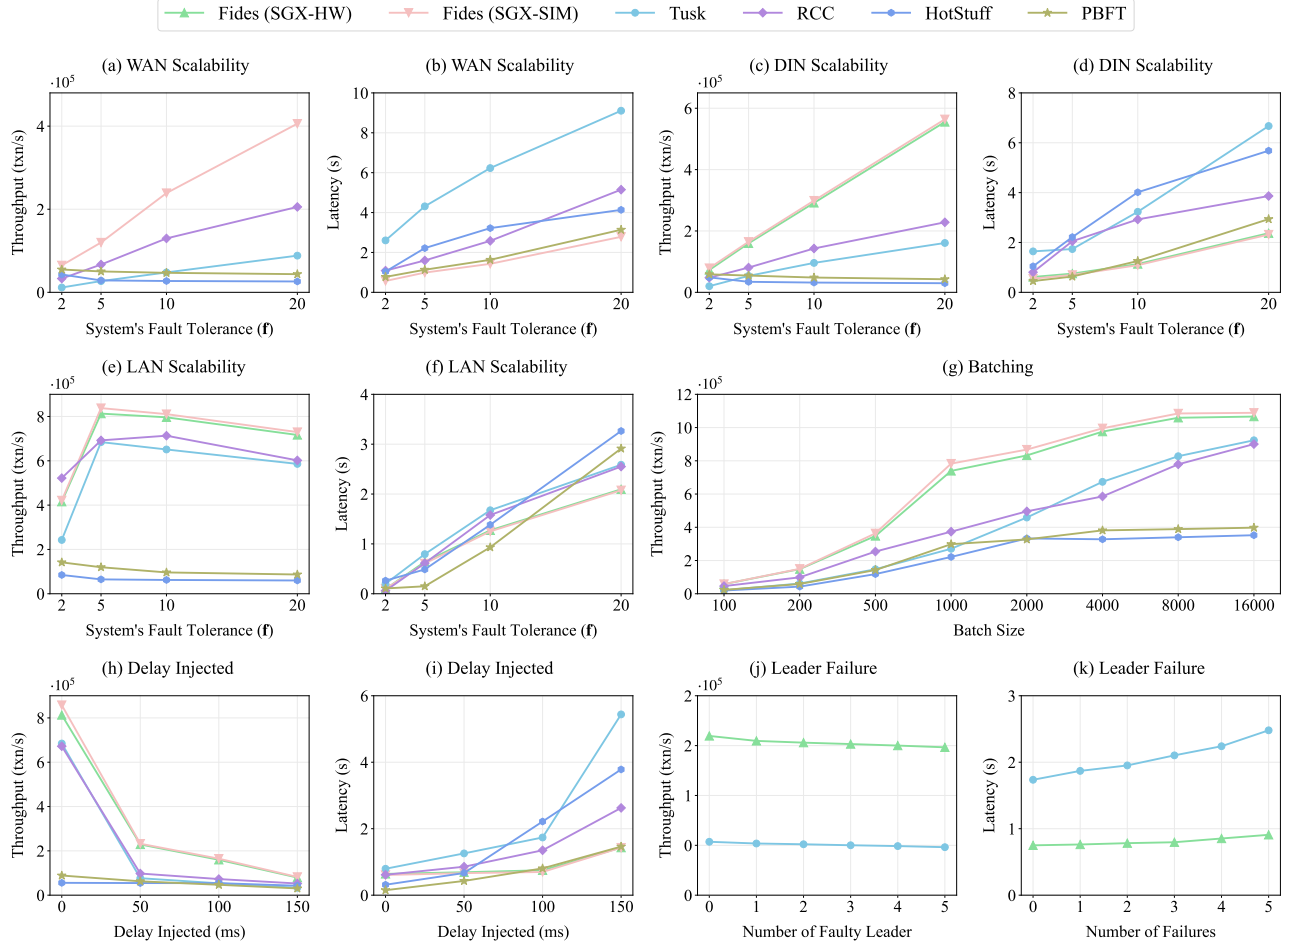 Fides (SGX-HW) Fides (SGX-SIM) Tusk RCC HotStuff PBFT
(a) WAN Scalability
·10⁵
Throughput (txn/s)
0 2 4
2 5 10 20
System's Fault Tolerance (f)
(b) WAN Scalability
Latency (s)
0 2 4 6 8 10
2 5 10 20
System's Fault Tolerance (f)
(c) DIN Scalability
·10⁵
Throughput (txn/s)
0 2 4 6
2 5 10 20
System's Fault Tolerance (f)
(d) DIN Scalability
Latency (s)
0 2 4 6 8
2 5 10 20
System's Fault Tolerance (f)
(e) LAN Scalability
·10⁵
Throughput (txn/s)
0 2 4 6 8
2 5 10 20
System's Fault Tolerance (f)
(f) LAN Scalability
Latency (s)
0 1 2 3 4
2 5 10 20
System's Fault Tolerance (f)
(g) Batching
·10⁵
Throughput (txn/s)
0 2 4 6 8 10 12
100 200 500 1000 2000 4000 8000 16000
Batch Size
(h) Delay Injected
·10⁵
Throughput (txn/s)
0 2 4 6 8
0 50 100 150
Delay Injected (ms)
(i) Delay Injected
Latency (s)
0 2 4 6
0 50 100 150
Delay Injected (ms)
(j) Leader Failure
·10⁵
Throughput (txn/s)
0 0 1 2 2
0 1 2 3 4 5
Number of Faulty Leader
(k) Leader Failures
Latency (s)
0 1 2 3
0 1 2 3 4 5
Number of Failures